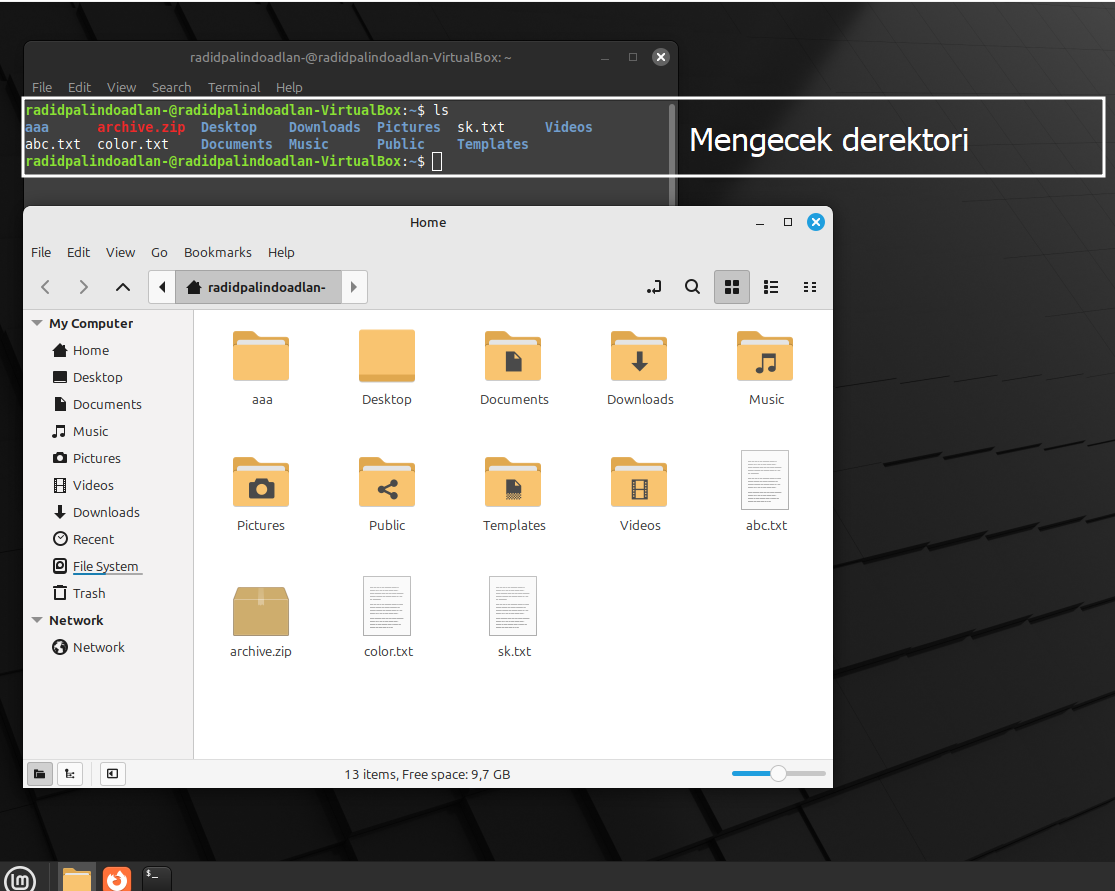 radidpalindoadlan-@radidpalindoadlan-VirtualBox: ~
File Edit View Search Terminal Help
radidpalindoadlan-@radidpalindoadlan-VirtualBox:~$ ls
aaa archive.zip Desktop Downloads Pictures sk.txt Videos
abc.txt color.txt Documents Music Public Templates
radidpalindoadlan-@radidpalindoadlan-VirtualBox:~$
Mengecek derektori
Home
File Edit View Go Bookmarks Help
radidpalindoadlan-
My Computer
Home
Desktop
Documents
Music
Pictures
Videos
Downloads
Recent
File System
Trash
Network
Network
aaa Desktop Documents Downloads Music
Pictures Public Templates Videos abc.txt
archive.zip color.txt sk.txt
13 items, Free space: 9,7 GB
$_